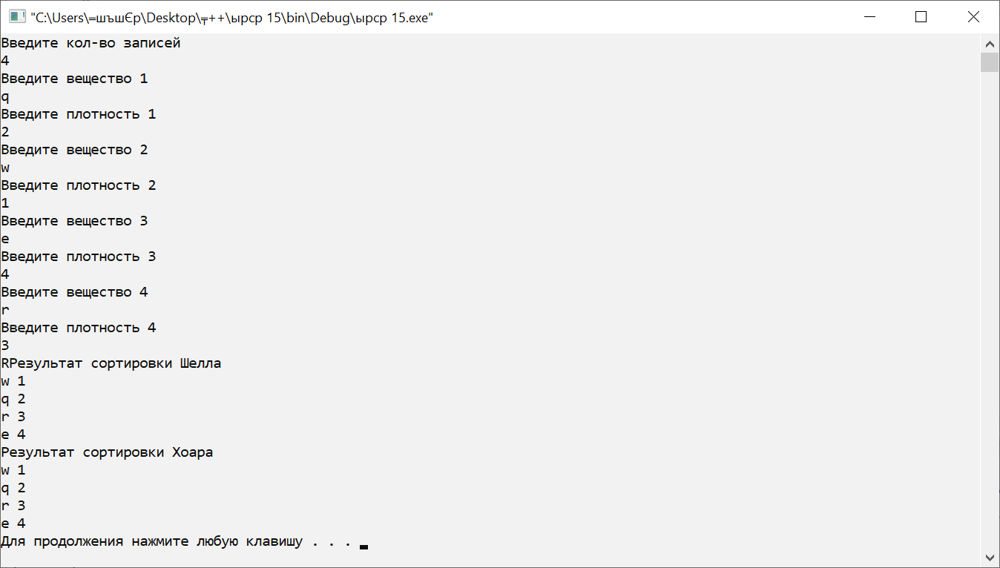 "C:\Users\═шъшЄр\Desktop\╤++\ырср 15\bin\Debug\ырср 15.exe"
Введите кол-во записей
4
Введите вещество 1
q
Введите плотность 1
2
Введите вещество 2
w
Введите плотность 2
1
Введите вещество 3
e
Введите плотность 3
4
Введите вещество 4
r
Введите плотность 4
3
RРезультат сортировки Шелла
w 1
q 2
r 3
e 4
Результат сортировки Хоара
w 1
q 2
r 3
e 4
Для продолжения нажмите любую клавишу . . .